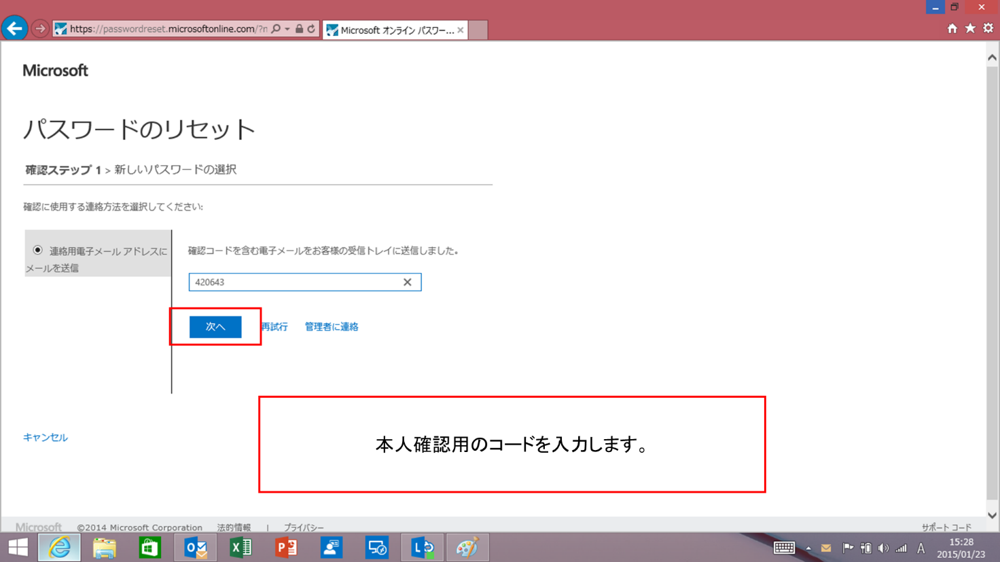 https://passwordreset.microsoftonline.com/?n
Microsoft オンライン パスワー...
Microsoft
パスワードのリセット
確認ステップ 1 > 新しいパスワードの選択
確認に使用する連絡方法を選択してください:
連絡用電子メール アドレスに
メールを送信
確認コードを含む電子メールをお客様の受信トレイに送信しました。
420643
次へ 再試行 管理者に連絡
本人確認用のコードを入力します。
キャンセル
Microsoft ©2014 Microsoft Corporation 法的情報 | プライバシー サポート コード
A
15:28
2015/01/23